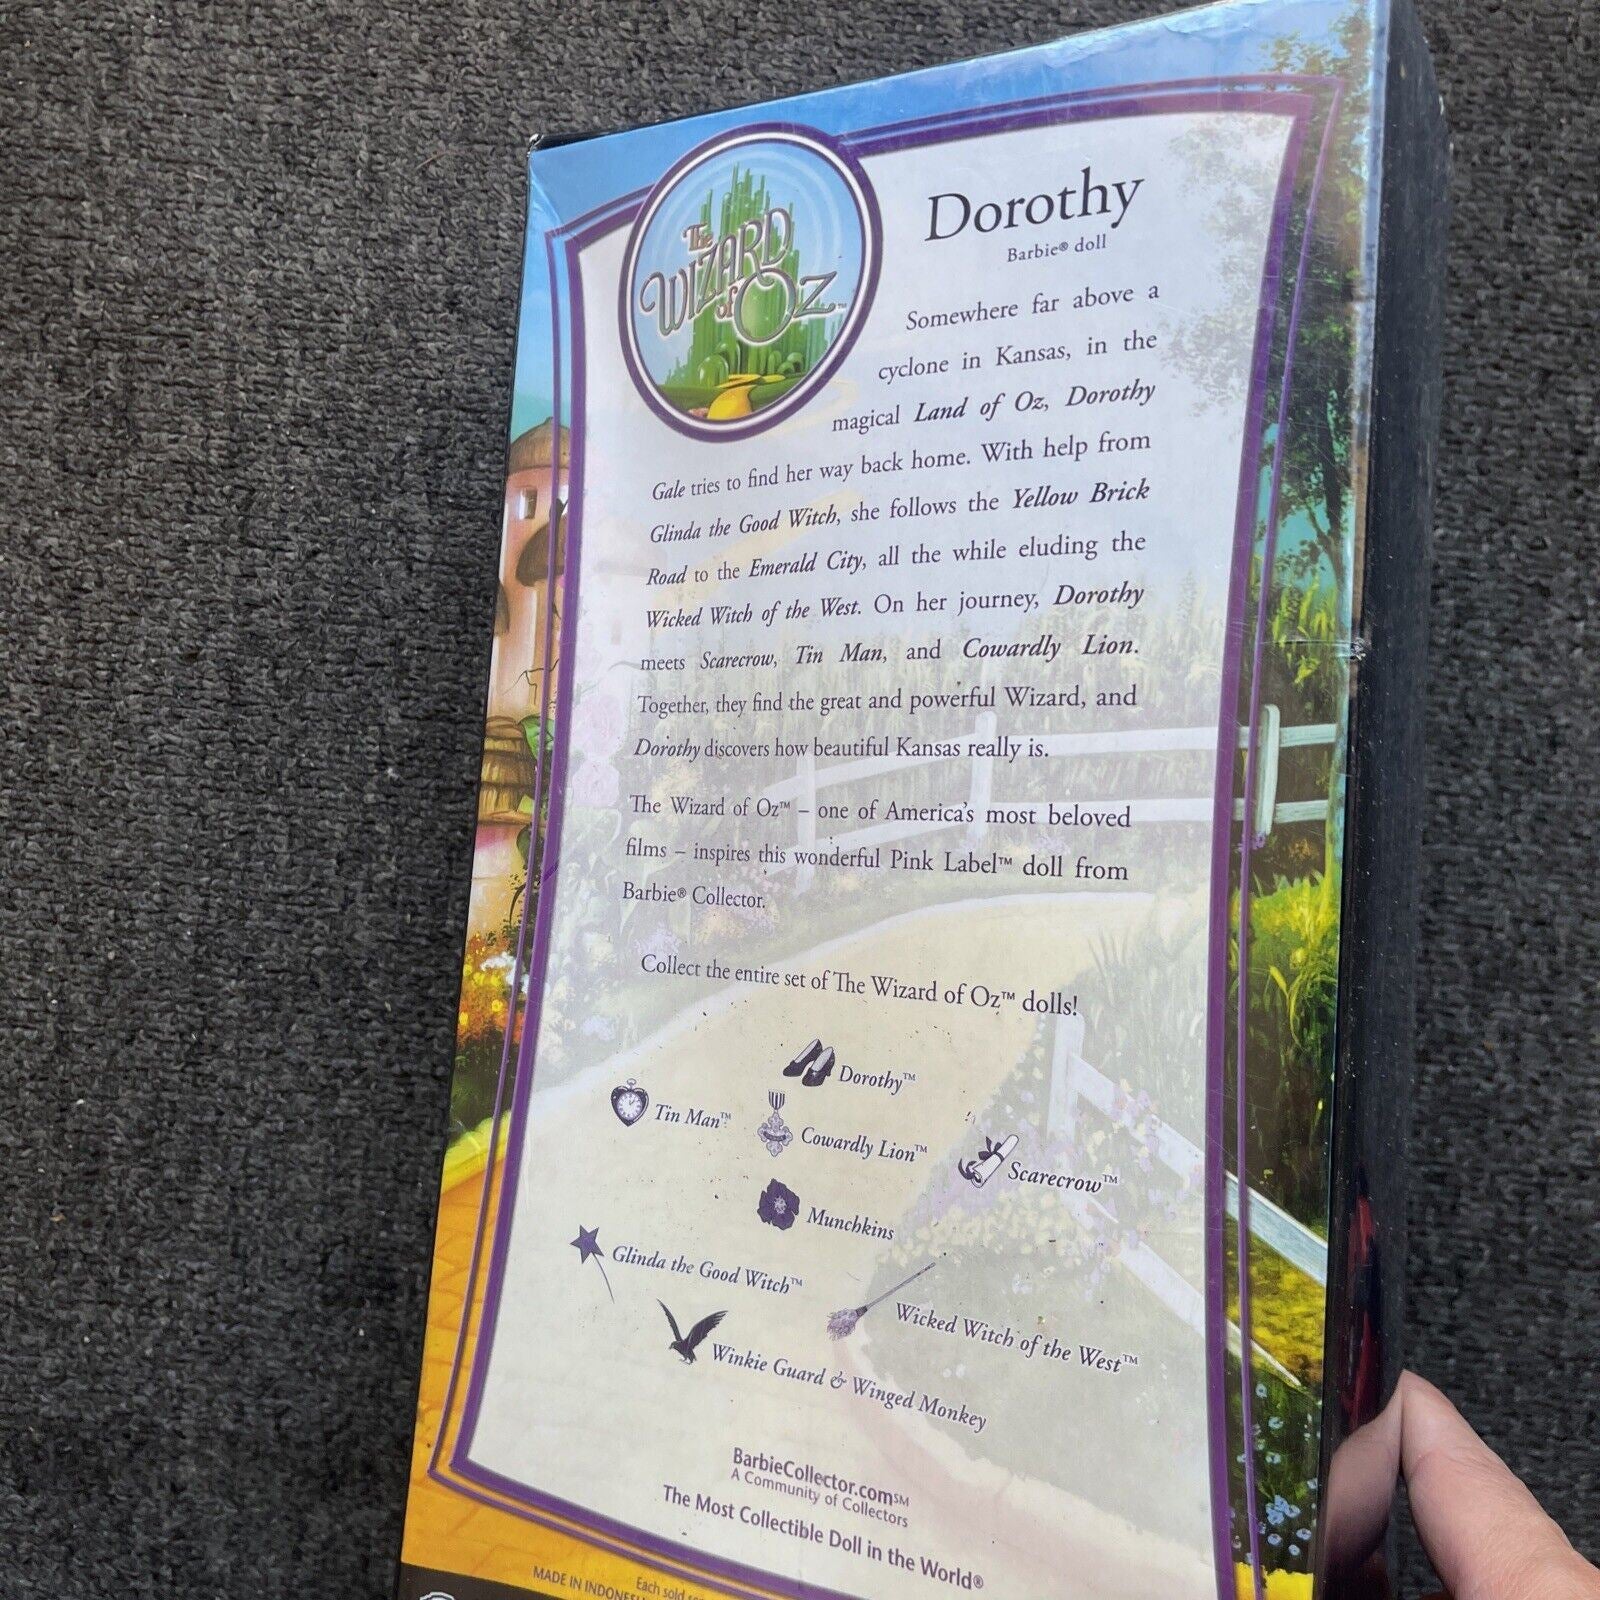 The
WIZARD
of OZ™
Dorothy
Barbie® doll
Somewhere far above a
cyclone in Kansas, in the
magical Land of Oz, Dorothy
Gale tries to find her way back home. With help from
Glinda the Good Witch, she follows the Yellow Brick
Road to the Emerald City, all the while eluding the
Wicked Witch of the West. On her journey, Dorothy
meets Scarecrow, Tin Man, and Cowardly Lion.
Together, they find the great and powerful Wizard, and
Dorothy discovers how beautiful Kansas really is.
The Wizard of Oz™ – one of America's most beloved
films – inspires this wonderful Pink Label™ doll from
Barbie® Collector.
Collect the entire set of The Wizard of Oz™ dolls!
Dorothy™
Tin Man™
Cowardly Lion™
Scarecrow™
Munchkins
Glinda the Good Witch™
Wicked Witch of the West™
Winkie Guard & Winged Monkey
BarbieCollector.com℠
A Community of Collectors
The Most Collectible Doll in the World®
Each sold
MADE IN